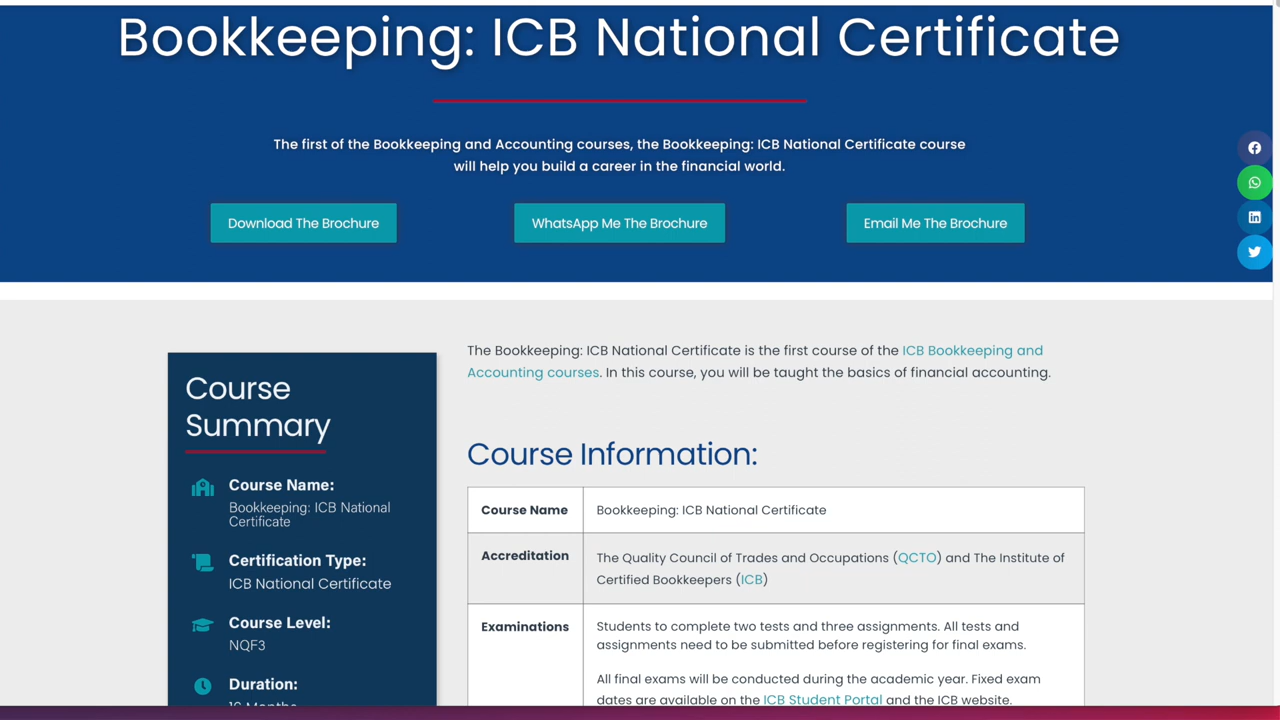 Bookkeeping: ICB National Certificate
The first of the Bookkeeping and Accounting courses, the Bookkeeping: ICB National Certificate course
will help you build a career in the financial world.
Download The Brochure
WhatsApp Me The Brochure
Email Me The Brochure
Course
Summary
Course Name:
Bookkeeping: ICB National
Certificate
Certification Type:
ICB National Certificate
Course Level:
NQF3
Duration:
16 Months
The Bookkeeping: ICB National Certificate is the first course of the ICB Bookkeeping and
Accounting courses. In this course, you will be taught the basics of financial accounting.
Course Information:
Course Name
Bookkeeping: ICB National Certificate
Accreditation
The Quality Council of Trades and Occupations (QCTO) and The Institute of
Certified Bookkeepers (ICB)
Examinations
Students to complete two tests and three assignments. All tests and
assignments need to be submitted before registering for final exams.
All final exams will be conducted during the academic year. Fixed exam
dates are available on the ICB Student Portal and the ICB website.